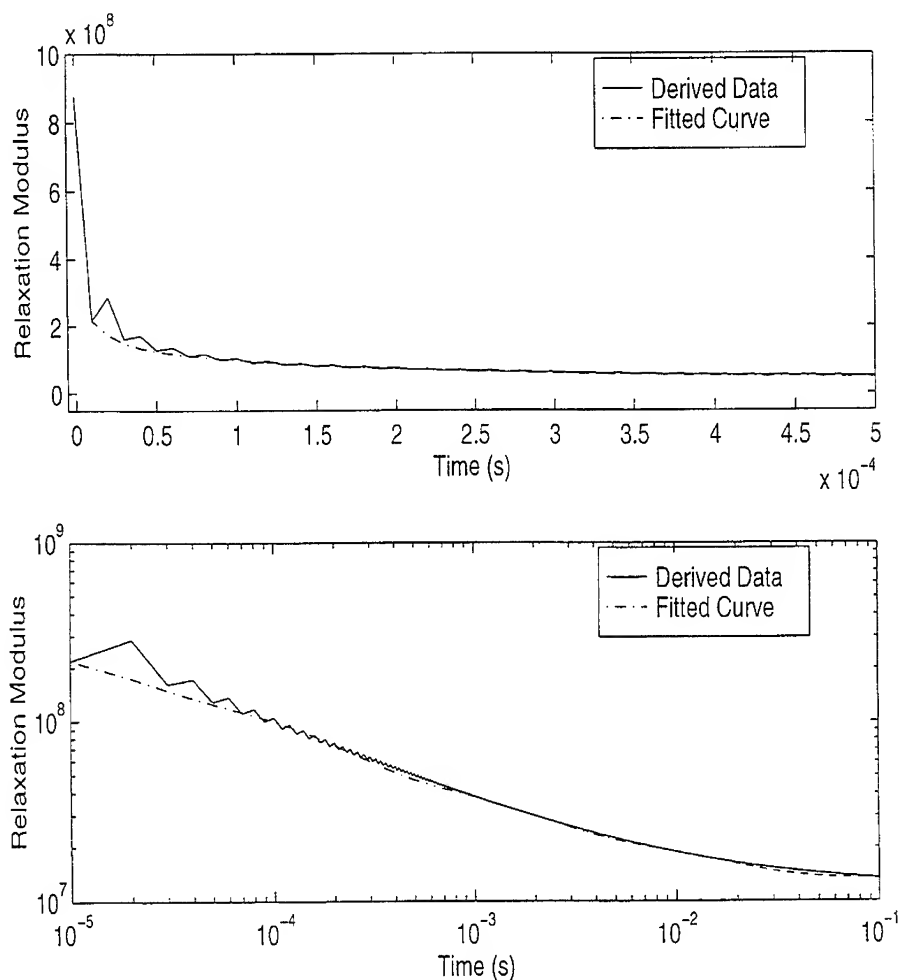 x 10^8
10
8
6
4
2
0
Relaxation Modulus
Derived Data
Fitted Curve
0 0.5 1 1.5 2 2.5 3 3.5 4 4.5 5
Time (s)
x 10^-4
10^9
10^8
10^7
Relaxation Modulus
Derived Data
Fitted Curve
10^-5 10^-4 10^-3 10^-2 10^-1
Time (s)